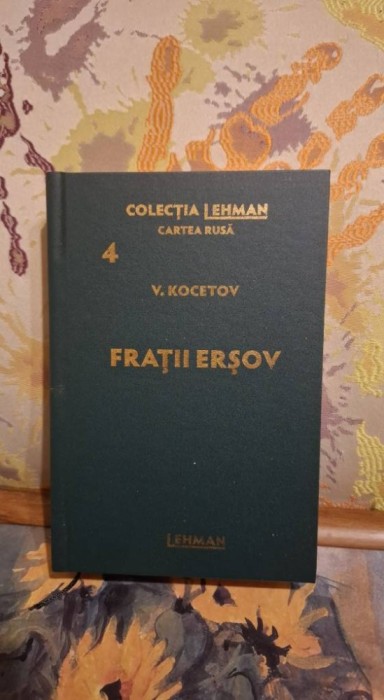 COLECȚIA LEHMAN
CARTEA RUSĂ
4
V. KOCETOV
FRAȚII ERȘOV
LEHMAN